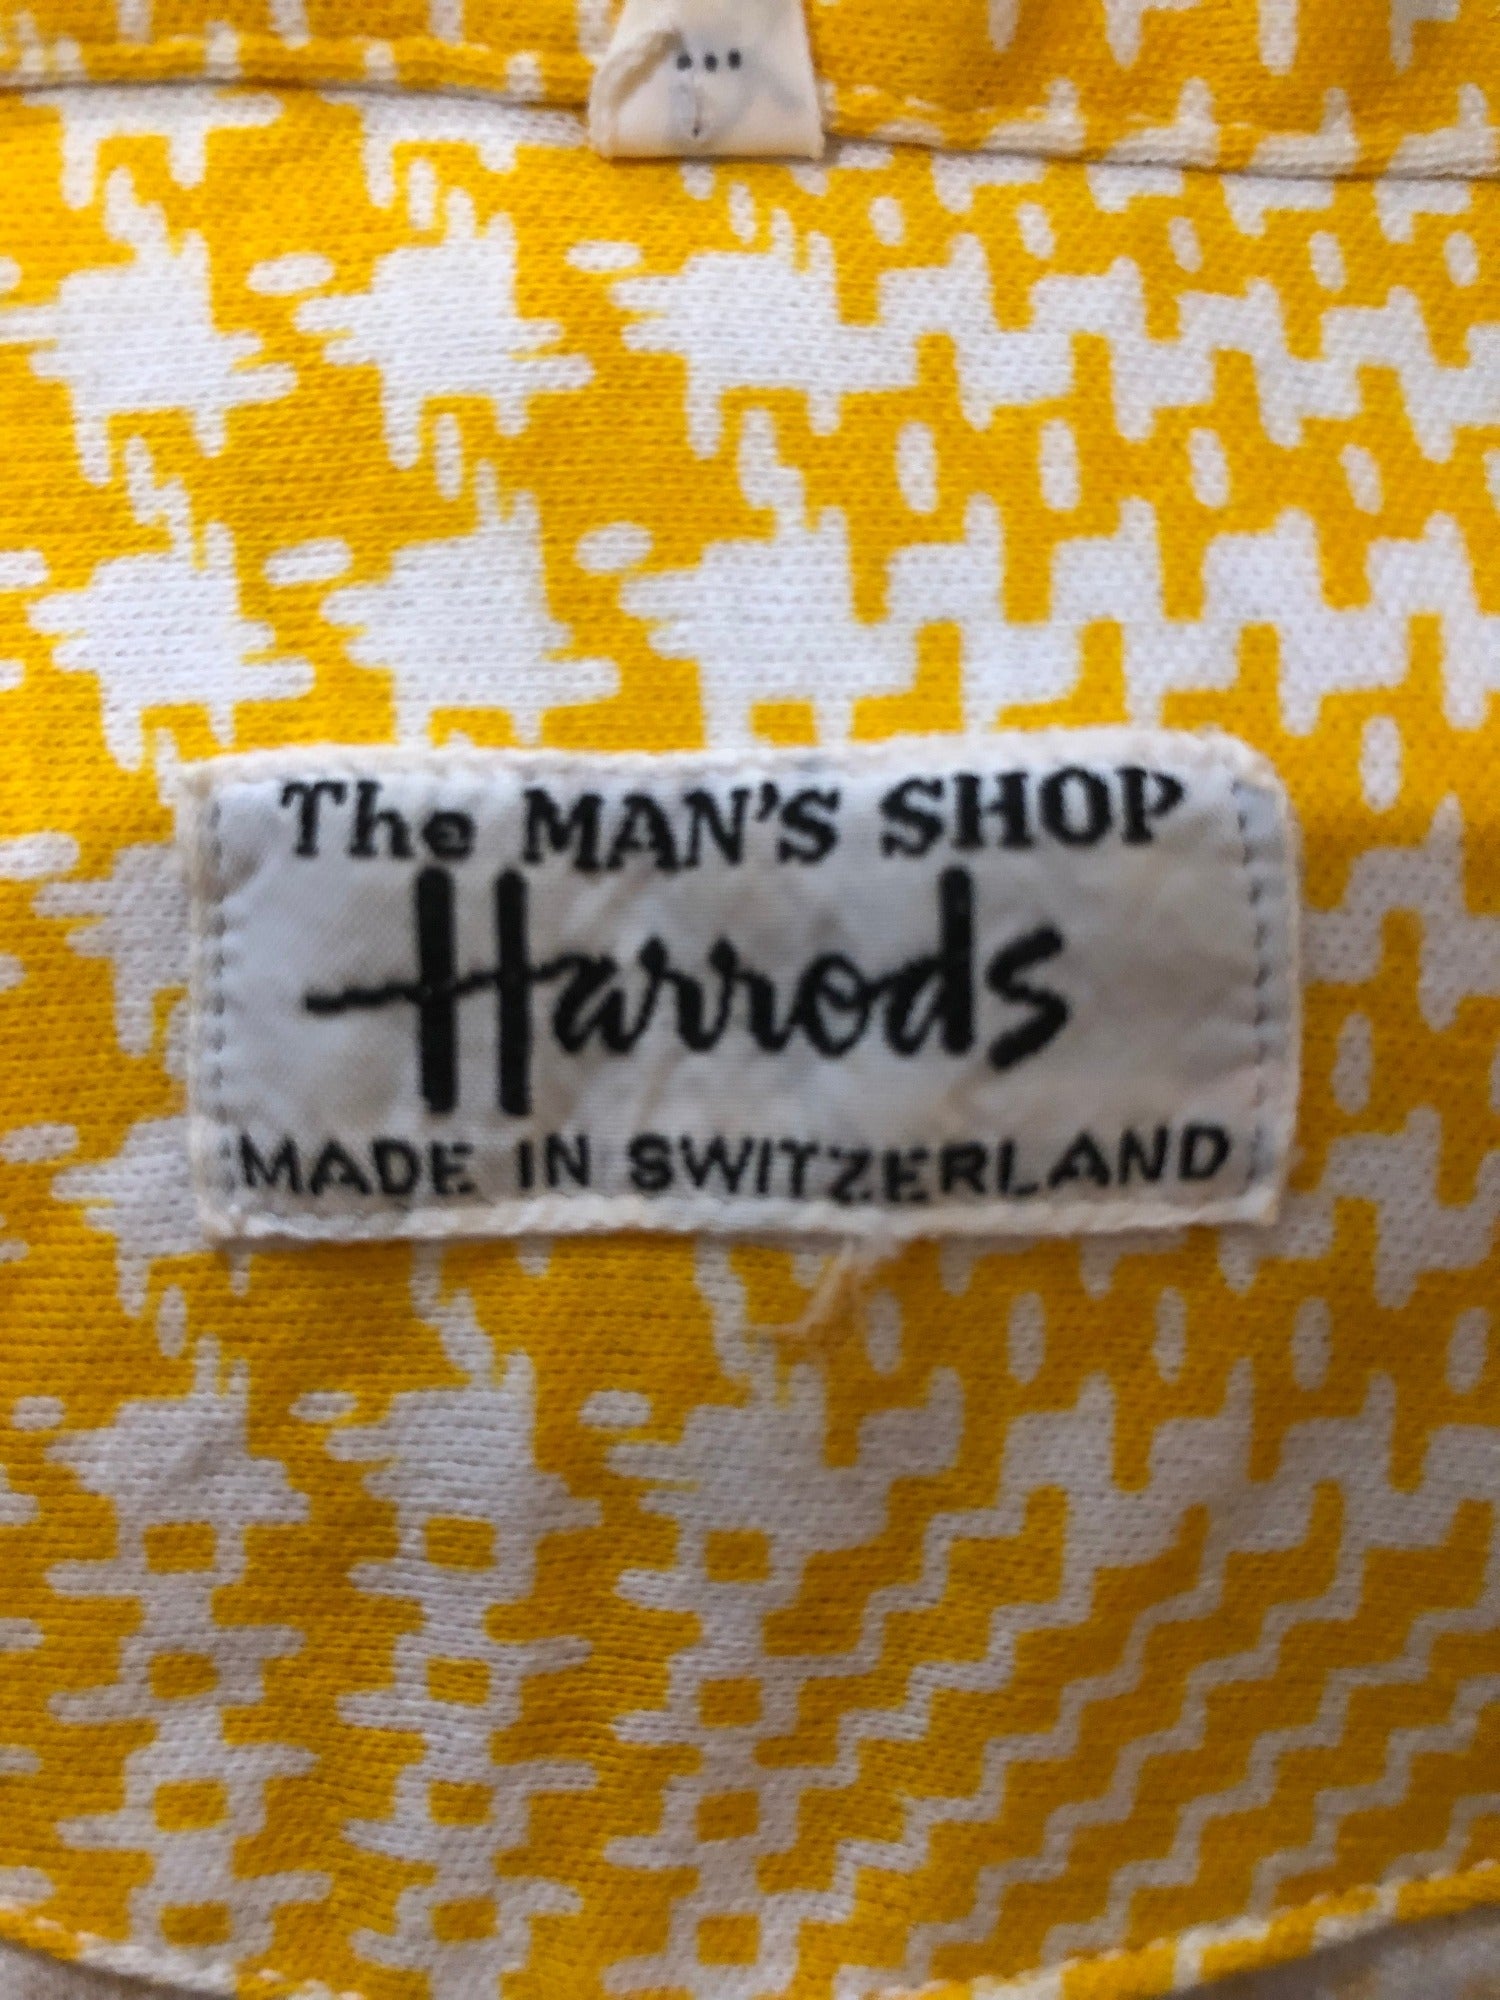 The MAN'S SHOP
Harrods
MADE IN SWITZERLAND